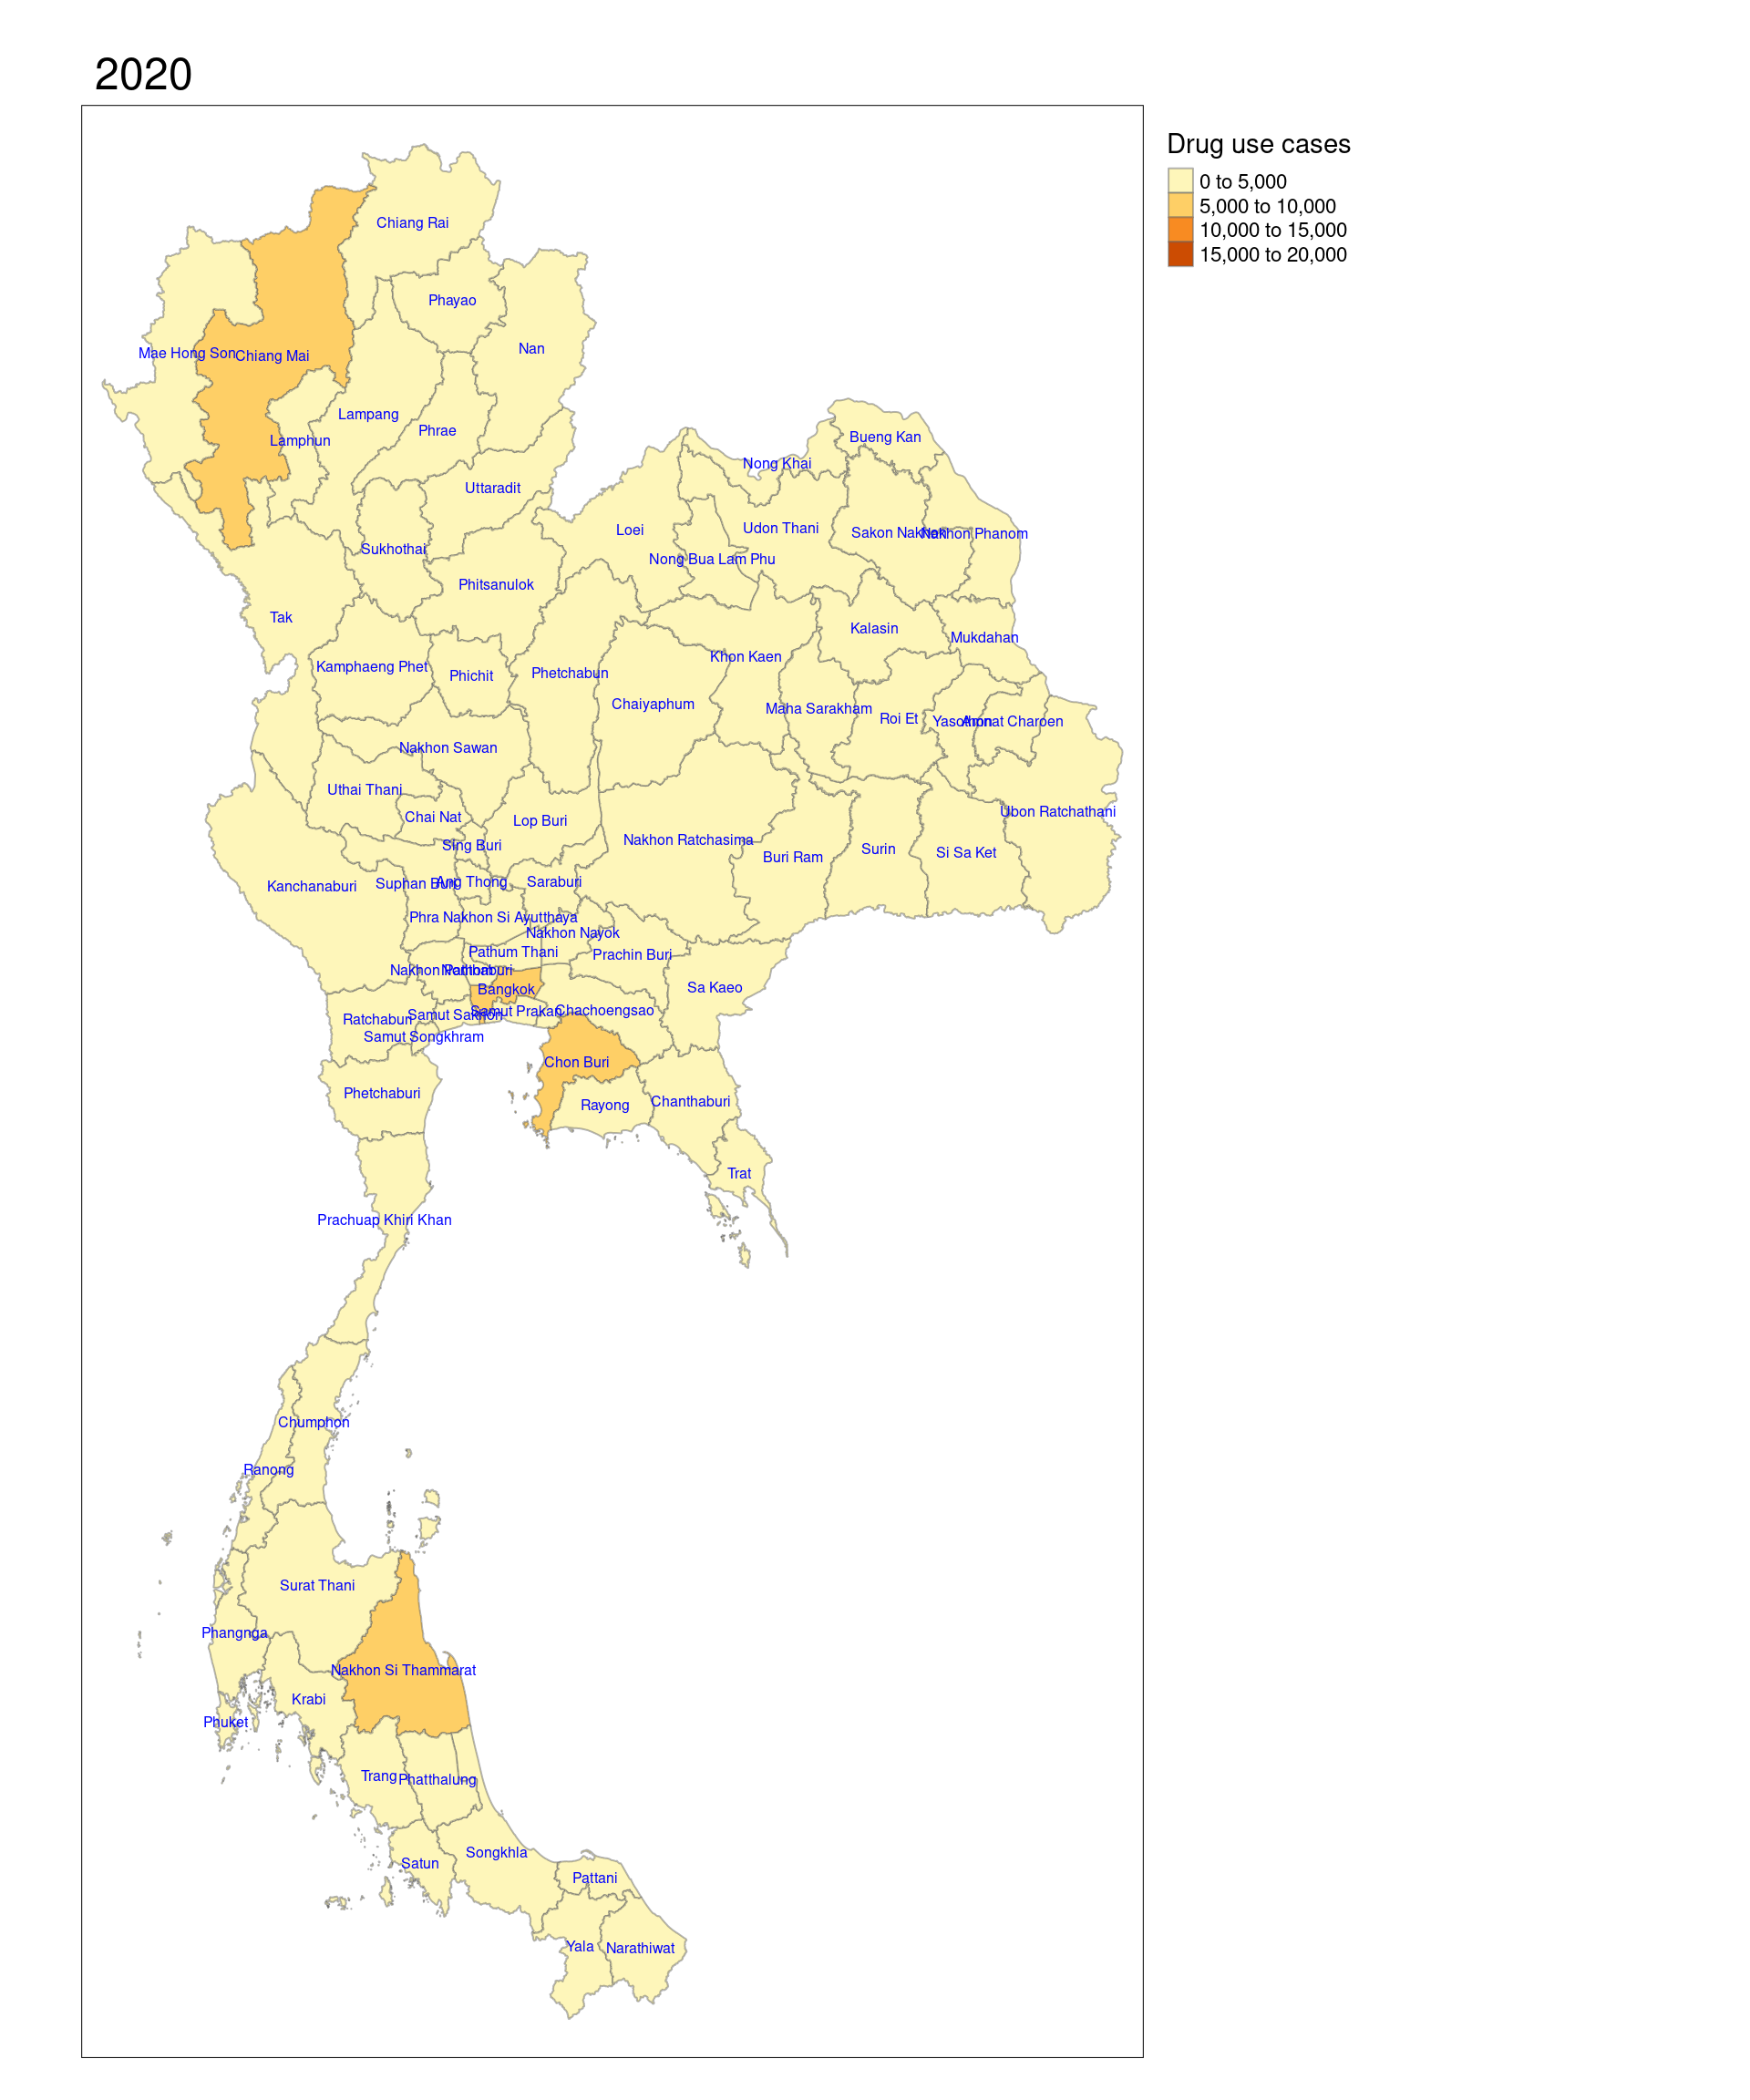 2020
Drug use cases
0 to 5,000
5,000 to 10,000
10,000 to 15,000
15,000 to 20,000
Chiang Rai
Phayao
Nan
Mae Hong Son
Chiang Mai
Lampang
Phrae
Lamphun
Bueng Kan
Nong Khai
Uttaradit
Loei
Udon Thani
Sakon Nakhon
Nakhon Phanom
Sukhothai
Nong Bua Lam Phu
Phitsanulok
Tak
Kalasin
Mukdahan
Kamphaeng Phet
Phichit
Phetchabun
Khon Kaen
Chaiyaphum
Maha Sarakham
Roi Et
Yasothon
Amnat Charoen
Nakhon Sawan
Uthai Thani
Chai Nat
Lop Buri
Ubon Ratchathani
Sing Buri
Nakhon Ratchasima
Buri Ram
Surin
Si Sa Ket
Kanchanaburi
Suphan Buri
Ang Thong
Saraburi
Phra Nakhon Si Ayutthaya
Nakhon Nayok
Pathum Thani
Prachin Buri
Nakhon Pathom
Nonthaburi
Bangkok
Sa Kaeo
Ratchaburi
Samut Sakhon
Samut Prakan
Chachoengsao
Samut Songkhram
Chon Buri
Phetchaburi
Rayong
Chanthaburi
Trat
Prachuap Khiri Khan
Chumphon
Ranong
Surat Thani
Phangnga
Nakhon Si Thammarat
Krabi
Phuket
Trang
Phatthalung
Songkhla
Satun
Pattani
Yala
Narathiwat